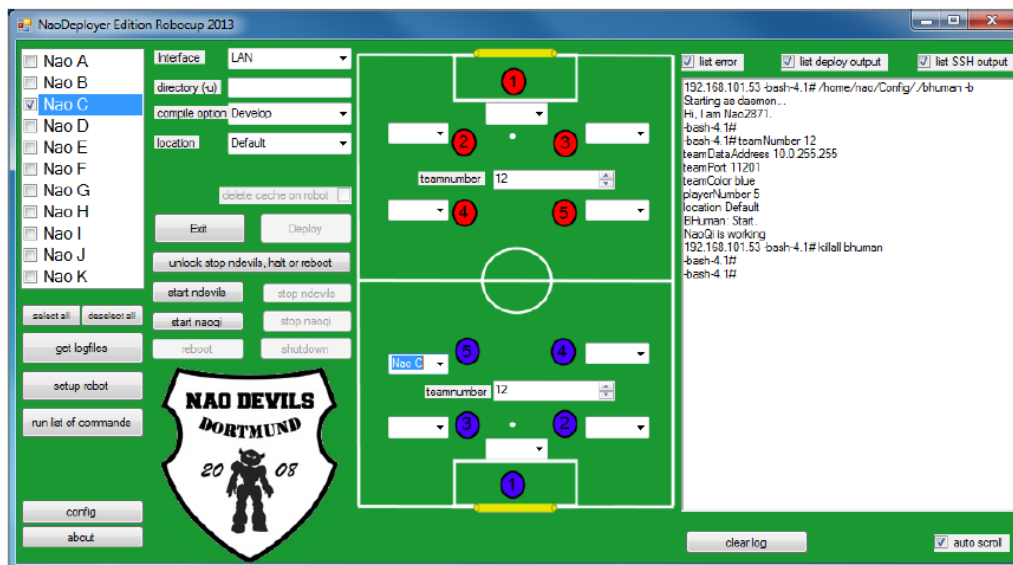 NaoDeployer Edition Robocup 2013
Nao A
Nao B
Nao C
Nao D
Nao E
Nao F
Nao G
Nao H
Nao I
Nao J
Nao K
select all deselect all
get logfiles
setup robot
run list of commands
config
about
Interface LAN
directory (-u)
compile option Develop
location Default
delete cache on robot
Exit Deploy
unlock stop ndevils, halt or reboot
start ndevils stop ndevils
start naoqi stop naoqi
reboot shutdown
NAO DEVILS
DORTMUND
20 08
1
2 3
teamnumber 12
4 5
Nao C 5 4
teamnumber 12
3 2
1
list error list deploy output list SSH output
192.168.101.53 -bash-4.1# /home/nao/Config/./bhuman -b
Starting as daemon...
Hi, I am Nao2871.
-bash-4.1#
-bash-4.1# teamNumber 12
teamDataAddress 10.0.255.255
teamPort 11201
teamColor blue
playerNumber 5
location Default
BHuman: Start.
NaoQi is working
192.168.101.53 -bash-4.1# killall bhuman
-bash-4.1#
-bash-4.1#
clear log auto scroll